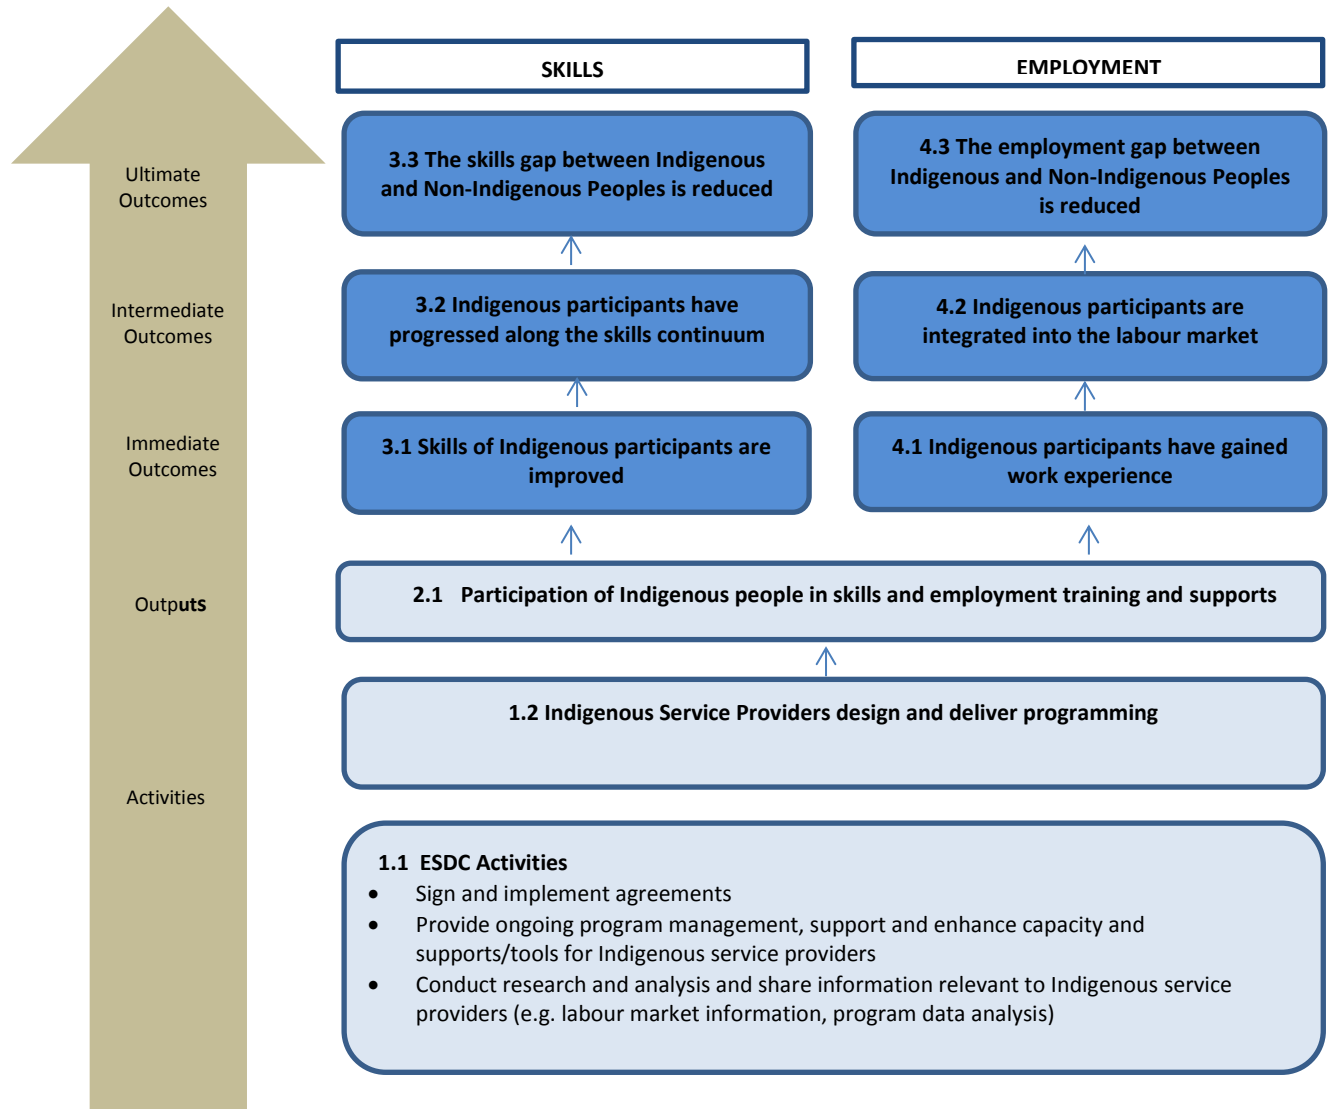 SKILLS
EMPLOYMENT
Ultimate
Outcomes
3.3 The skills gap between Indigenous
and Non-Indigenous Peoples is reduced
4.3 The employment gap between
Indigenous and Non-Indigenous Peoples
is reduced
Intermediate
Outcomes
3.2 Indigenous participants have
progressed along the skills continuum
4.2 Indigenous participants are
integrated into the labour market
Immediate
Outcomes
3.1 Skills of Indigenous participants are
improved
4.1 Indigenous participants have gained
work experience
Outputs
2.1 Participation of Indigenous people in skills and employment training and supports
1.2 Indigenous Service Providers design and deliver programming
Activities
1.1 ESDC Activities
• Sign and implement agreements
• Provide ongoing program management, support and enhance capacity and
supports/tools for Indigenous service providers
• Conduct research and analysis and share information relevant to Indigenous service
providers (e.g. labour market information, program data analysis)